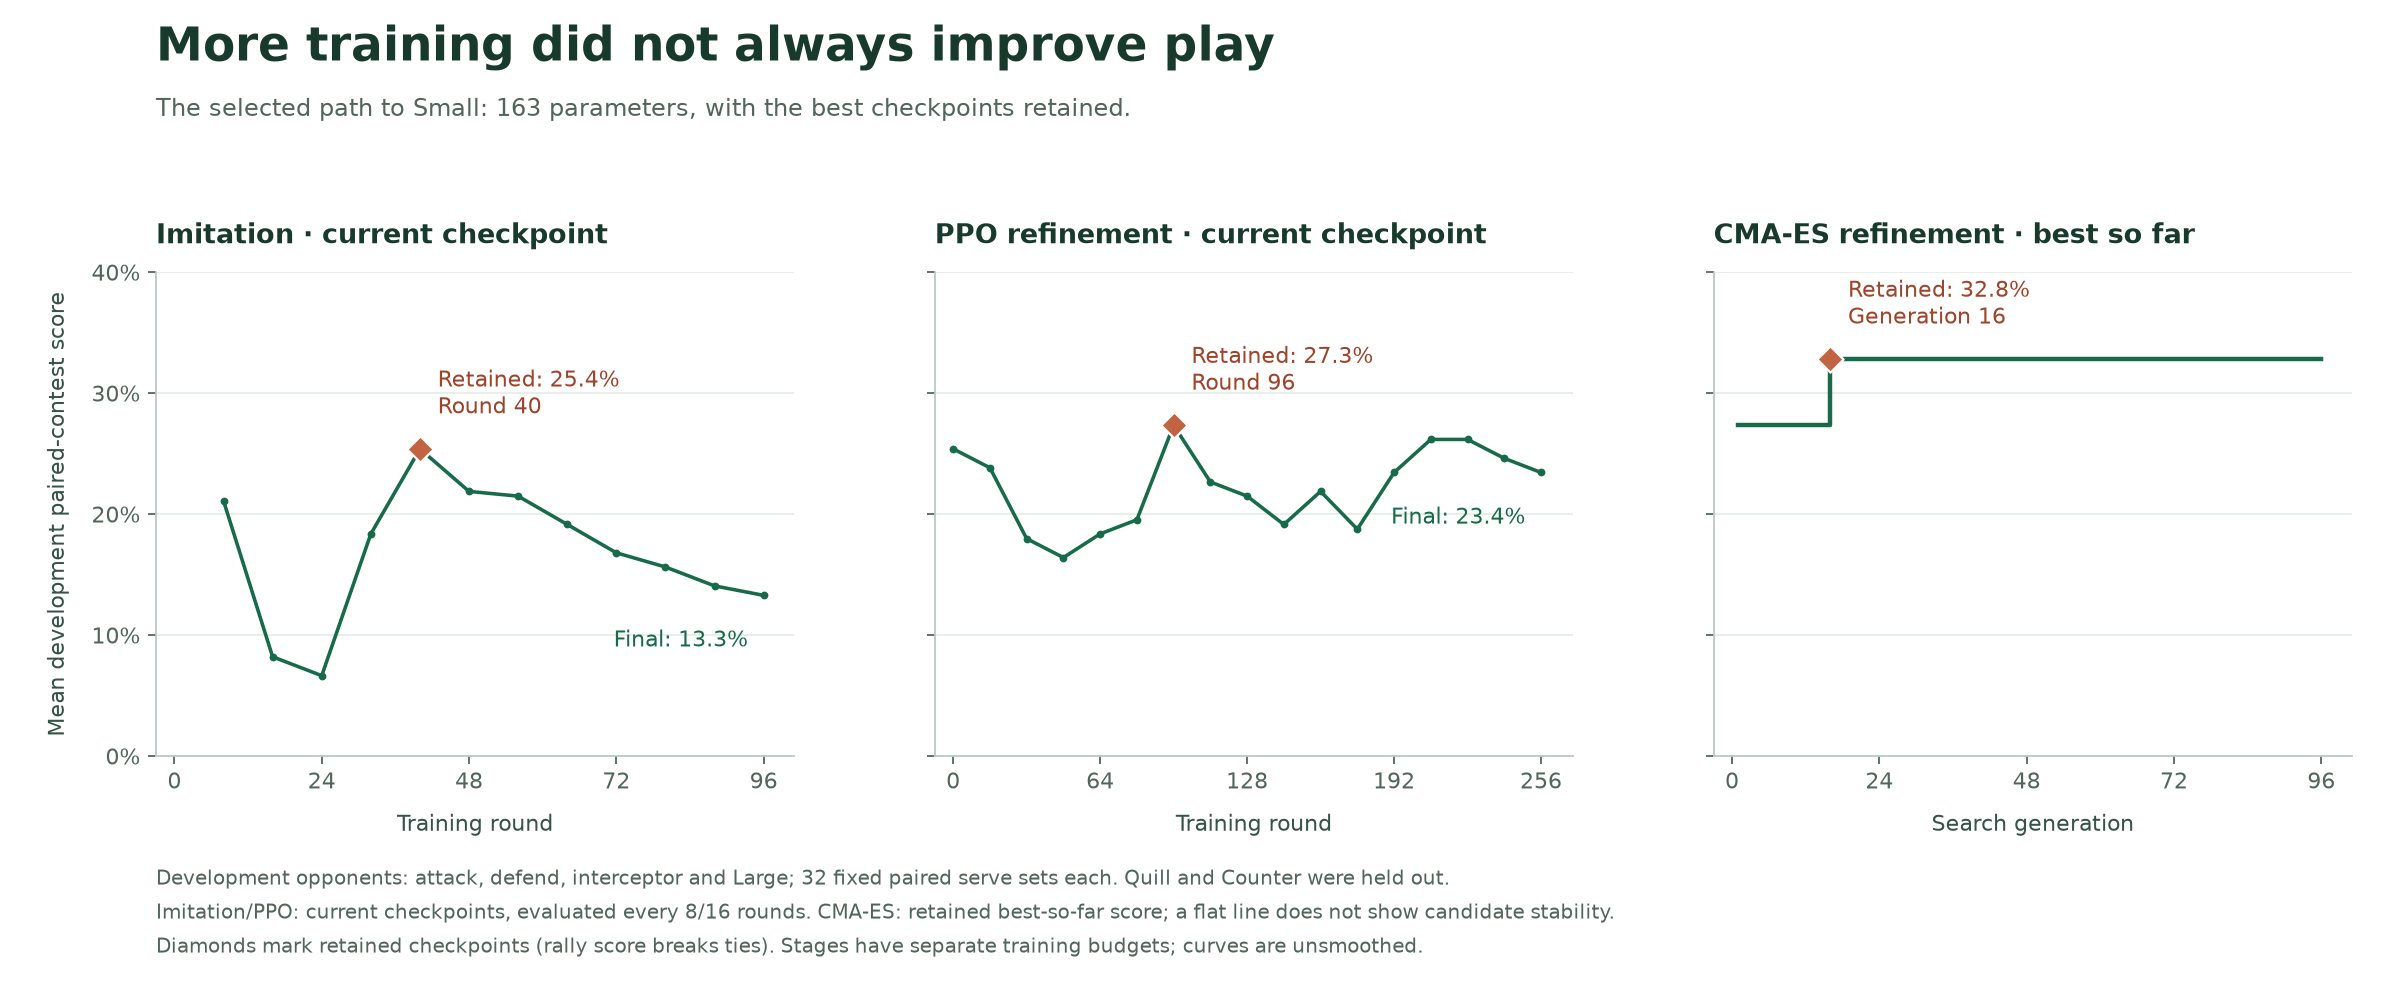 More training did not always improve play
The selected path to Small: 163 parameters, with the best checkpoints retained.
Imitation · current checkpoint
Mean development paired-contest score
40%
30%
20%
10%
0%
Retained: 25.4%
Round 40
Final: 13.3%
0 24 48 72 96
Training round
PPO refinement · current checkpoint
Retained: 27.3%
Round 96
Final: 23.4%
0 64 128 192 256
Training round
CMA-ES refinement · best so far
Retained: 32.8%
Generation 16
0 24 48 72 96
Search generation
Development opponents: attack, defend, interceptor and Large; 32 fixed paired serve sets each. Quill and Counter were held out.
Imitation/PPO: current checkpoints, evaluated every 8/16 rounds. CMA-ES: retained best-so-far score; a flat line does not show candidate stability.
Diamonds mark retained checkpoints (rally score breaks ties). Stages have separate training budgets; curves are unsmoothed.